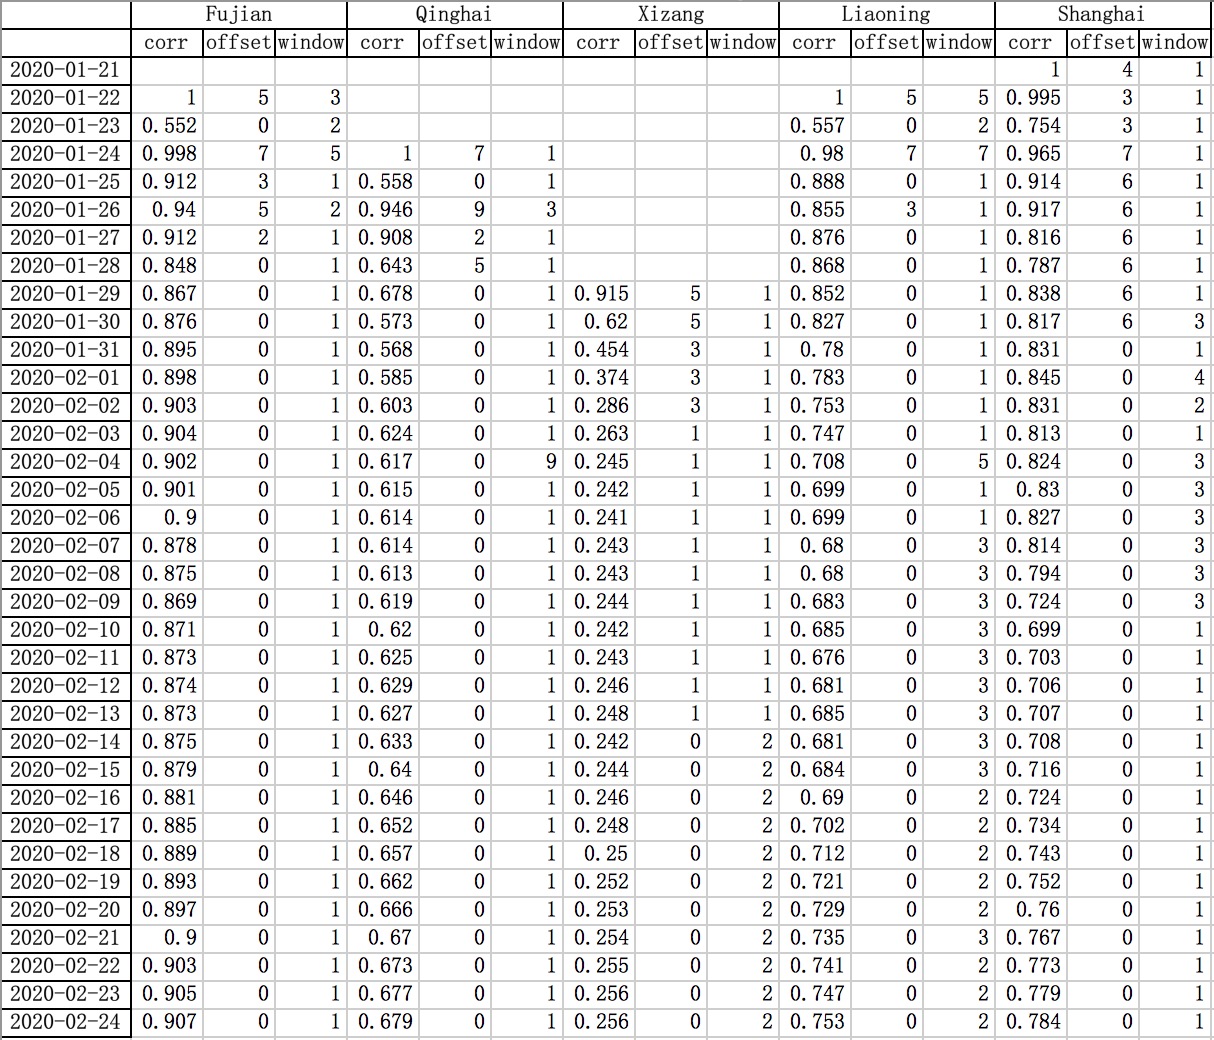 Fujian Qinghai Xizang Liaoning Shanghai
corr offset window corr offset window corr offset window corr offset window corr offset window
2020-01-21 1 4 1
2020-01-22 1 5 3 1 5 5 0.995 3 1
2020-01-23 0.552 0 2 0.557 0 2 0.754 3 1
2020-01-24 0.998 7 5 1 7 1 0.98 7 7 0.965 7 1
2020-01-25 0.912 3 1 0.558 0 1 0.888 0 1 0.914 6 1
2020-01-26 0.94 5 2 0.946 9 3 0.855 3 1 0.917 6 1
2020-01-27 0.912 2 1 0.908 2 1 0.876 0 1 0.816 6 1
2020-01-28 0.848 0 1 0.643 5 1 0.868 0 1 0.787 6 1
2020-01-29 0.867 0 1 0.678 0 1 0.915 5 1 0.852 0 1 0.838 6 1
2020-01-30 0.876 0 1 0.573 0 1 0.62 5 1 0.827 0 1 0.817 6 3
2020-01-31 0.895 0 1 0.568 0 1 0.454 3 1 0.78 0 1 0.831 0 1
2020-02-01 0.898 0 1 0.585 0 1 0.374 3 1 0.783 0 1 0.845 0 4
2020-02-02 0.903 0 1 0.603 0 1 0.286 3 1 0.753 0 1 0.831 0 2
2020-02-03 0.904 0 1 0.624 0 1 0.263 1 1 0.747 0 1 0.813 0 1
2020-02-04 0.902 0 1 0.617 0 9 0.245 1 1 0.708 0 5 0.824 0 3
2020-02-05 0.901 0 1 0.615 0 1 0.242 1 1 0.699 0 1 0.83 0 3
2020-02-06 0.9 0 1 0.614 0 1 0.241 1 1 0.699 0 1 0.827 0 3
2020-02-07 0.878 0 1 0.614 0 1 0.243 1 1 0.68 0 3 0.814 0 3
2020-02-08 0.875 0 1 0.613 0 1 0.243 1 1 0.68 0 3 0.794 0 3
2020-02-09 0.869 0 1 0.619 0 1 0.244 1 1 0.683 0 3 0.724 0 3
2020-02-10 0.871 0 1 0.62 0 1 0.242 1 1 0.685 0 3 0.699 0 1
2020-02-11 0.873 0 1 0.625 0 1 0.243 1 1 0.676 0 3 0.703 0 1
2020-02-12 0.874 0 1 0.629 0 1 0.246 1 1 0.681 0 3 0.706 0 1
2020-02-13 0.873 0 1 0.627 0 1 0.248 1 1 0.685 0 3 0.707 0 1
2020-02-14 0.875 0 1 0.633 0 1 0.242 0 2 0.681 0 3 0.708 0 1
2020-02-15 0.879 0 1 0.64 0 1 0.244 0 2 0.684 0 3 0.716 0 1
2020-02-16 0.881 0 1 0.646 0 1 0.246 0 2 0.69 0 2 0.724 0 1
2020-02-17 0.885 0 1 0.652 0 1 0.248 0 2 0.702 0 2 0.734 0 1
2020-02-18 0.889 0 1 0.657 0 1 0.25 0 2 0.712 0 2 0.743 0 1
2020-02-19 0.893 0 1 0.662 0 1 0.252 0 2 0.721 0 2 0.752 0 1
2020-02-20 0.897 0 1 0.666 0 1 0.253 0 2 0.729 0 2 0.76 0 1
2020-02-21 0.9 0 1 0.67 0 1 0.254 0 2 0.735 0 3 0.767 0 1
2020-02-22 0.903 0 1 0.673 0 1 0.255 0 2 0.741 0 2 0.773 0 1
2020-02-23 0.905 0 1 0.677 0 1 0.256 0 2 0.747 0 2 0.779 0 1
2020-02-24 0.907 0 1 0.679 0 1 0.256 0 2 0.753 0 2 0.784 0 1